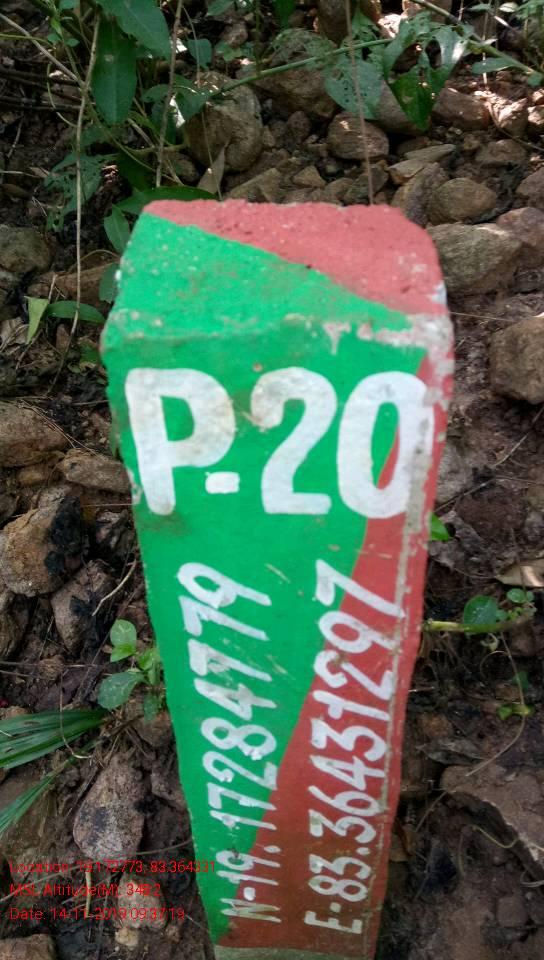 P.20
N-19.17284779
E-83.36431297
Location: 19.172773, 83.364331
MSL Altitude(M): 348.2
Date: 14-11-2019 09:37:19